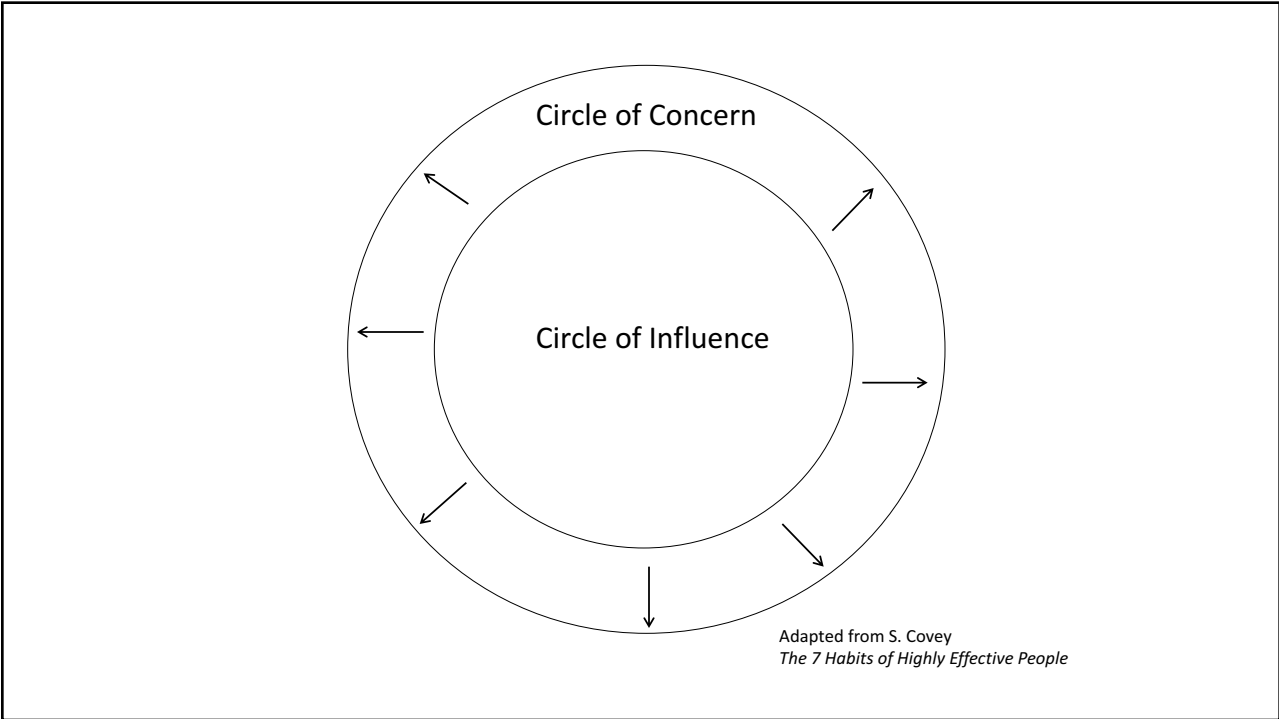 Circle of Concern
Circle of Influence
Adapted from S. Covey
The 7 Habits of Highly Effective People